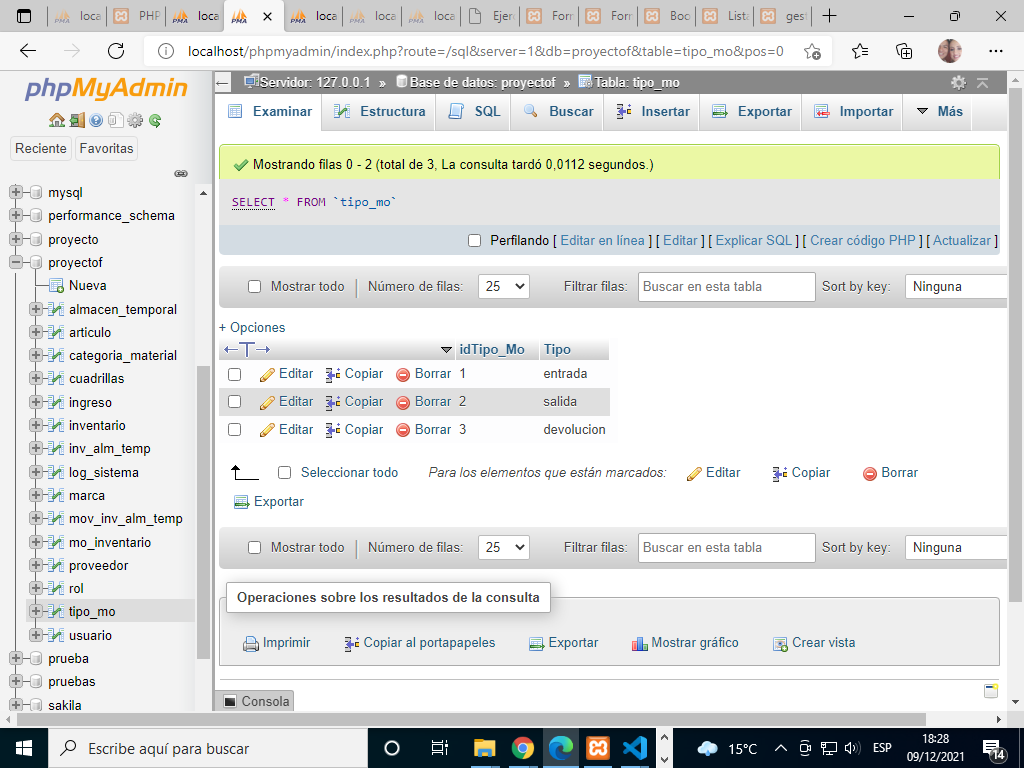 loca
PHP
loca
loca
loca
loca
loca
Ejer
Forr
Forr
Boc
Lista
gest
localhost/phpmyadmin/index.php?route=/sql&server=1&db=proyectof&table=tipo_mo&pos=0
phpMyAdmin
Reciente
Favoritas
mysql
performance_schema
proyecto
proyectof
Nueva
almacen_temporal
articulo
categoria_material
cuadrillas
ingreso
inventario
inv_alm_temp
log_sistema
marca
mov_inv_alm_temp
mo_inventario
proveedor
rol
tipo_mo
usuario
prueba
pruebas
sakila
Servidor: 127.0.0.1 » Base de datos: proyectof » Tabla: tipo_mo
Examinar Estructura SQL Buscar Insertar Exportar Importar Más
Mostrando filas 0 - 2 (total de 3, La consulta tardó 0,0112 segundos.)
SELECT * FROM `tipo_mo`
Perfilando [ Editar en línea ] [ Editar ] [ Explicar SQL ] [ Crear código PHP ] [ Actualizar ]
Mostrar todo | Número de filas: 25 Filtrar filas: Buscar en esta tabla Sort by key: Ninguna
+ Opciones
←T→ idTipo_Mo Tipo
Editar Copiar Borrar 1 entrada
Editar Copiar Borrar 2 salida
Editar Copiar Borrar 3 devolucion
Seleccionar todo Para los elementos que están marcados: Editar Copiar Borrar
Exportar
Mostrar todo | Número de filas: 25 Filtrar filas: Buscar en esta tabla Sort by key: Ninguna
Operaciones sobre los resultados de la consulta
Imprimir Copiar al portapapeles Exportar Mostrar gráfico Crear vista
Consola
Escribe aquí para buscar
15°C
ESP
18:28
09/12/2021
14